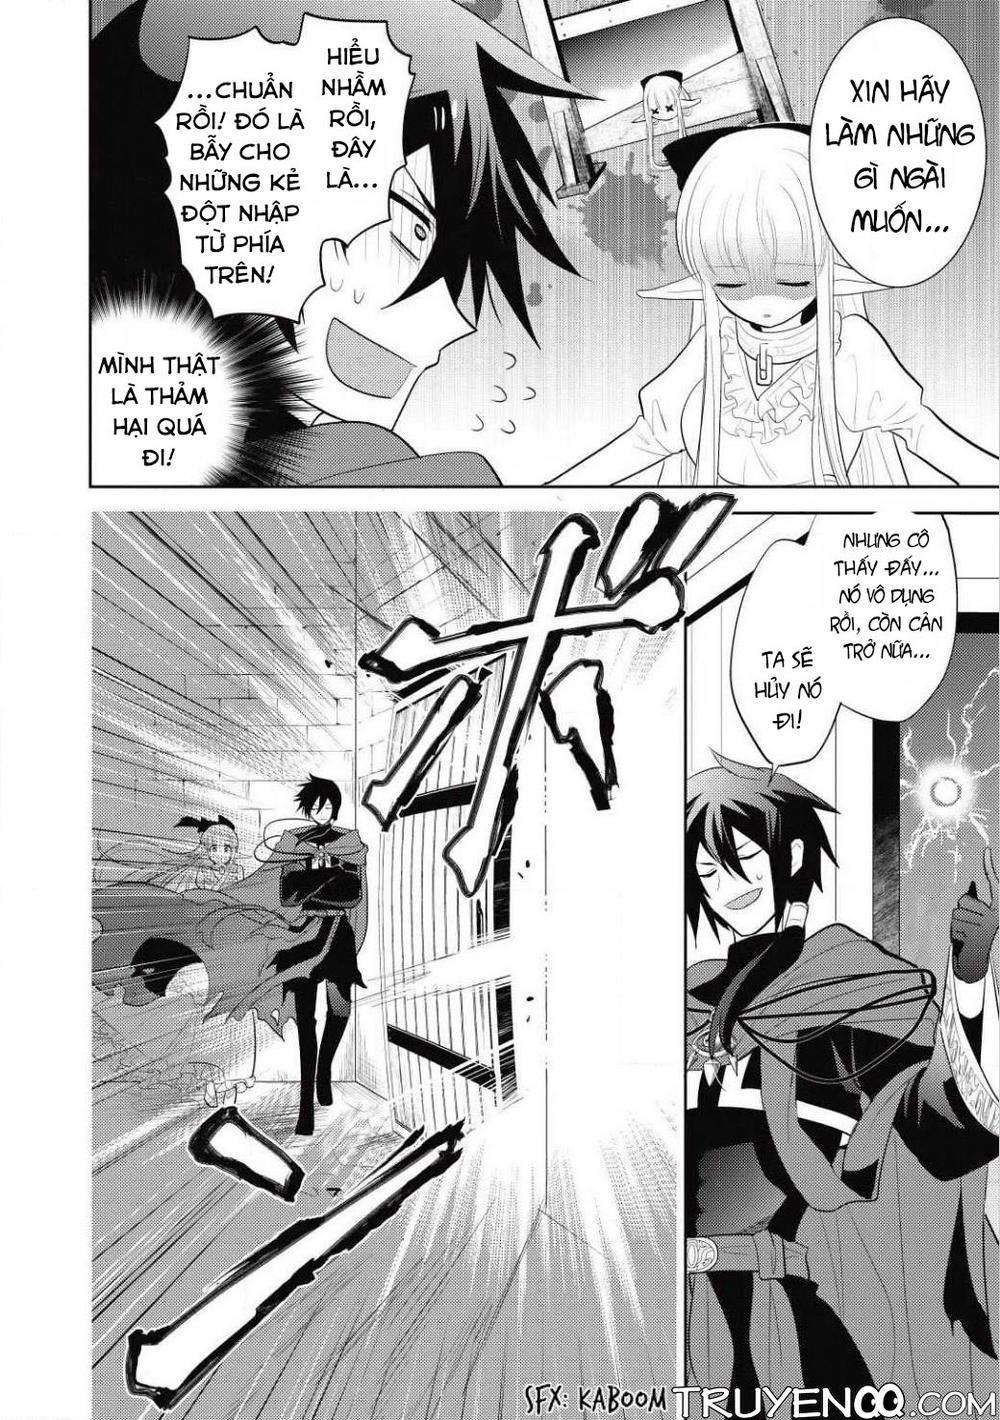 XIN HÃY
LÀM NHỮNG
GÌ NGÀI
MUỐN...
HIỂU
NHẦM
RỒI,
ĐÂY
LÀ...
...CHUẨN
RỒI! ĐÓ LÀ
BẪY CHO
NHỮNG KẺ
ĐỘT NHẬP
TỪ PHÍA
TRÊN!
MÌNH THẬT
LÀ THẢM
HẠI QUÁ
ĐI!
NHƯNG CÔ
THẤY ĐẤY...
NÓ VÔ DỤNG
RỒI, CÒN CẢN
TRỞ NỮA...
TA SẼ
HỦY NÓ
ĐI!
SFX: KABOOM
TRUYENQQ.COM